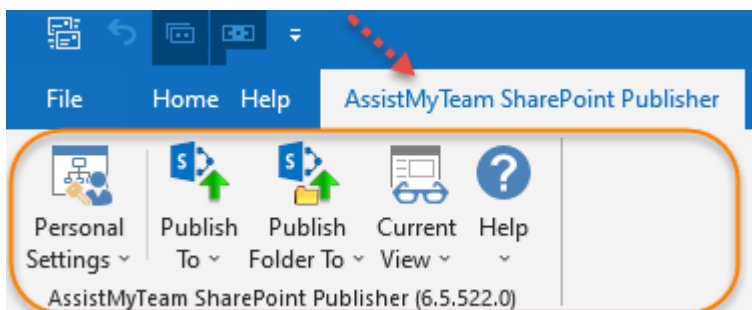 File Home Help AssistMyTeam SharePoint Publisher
Personal Publish Publish Current Help
Settings To Folder To View
AssistMyTeam SharePoint Publisher (6.5.522.0)